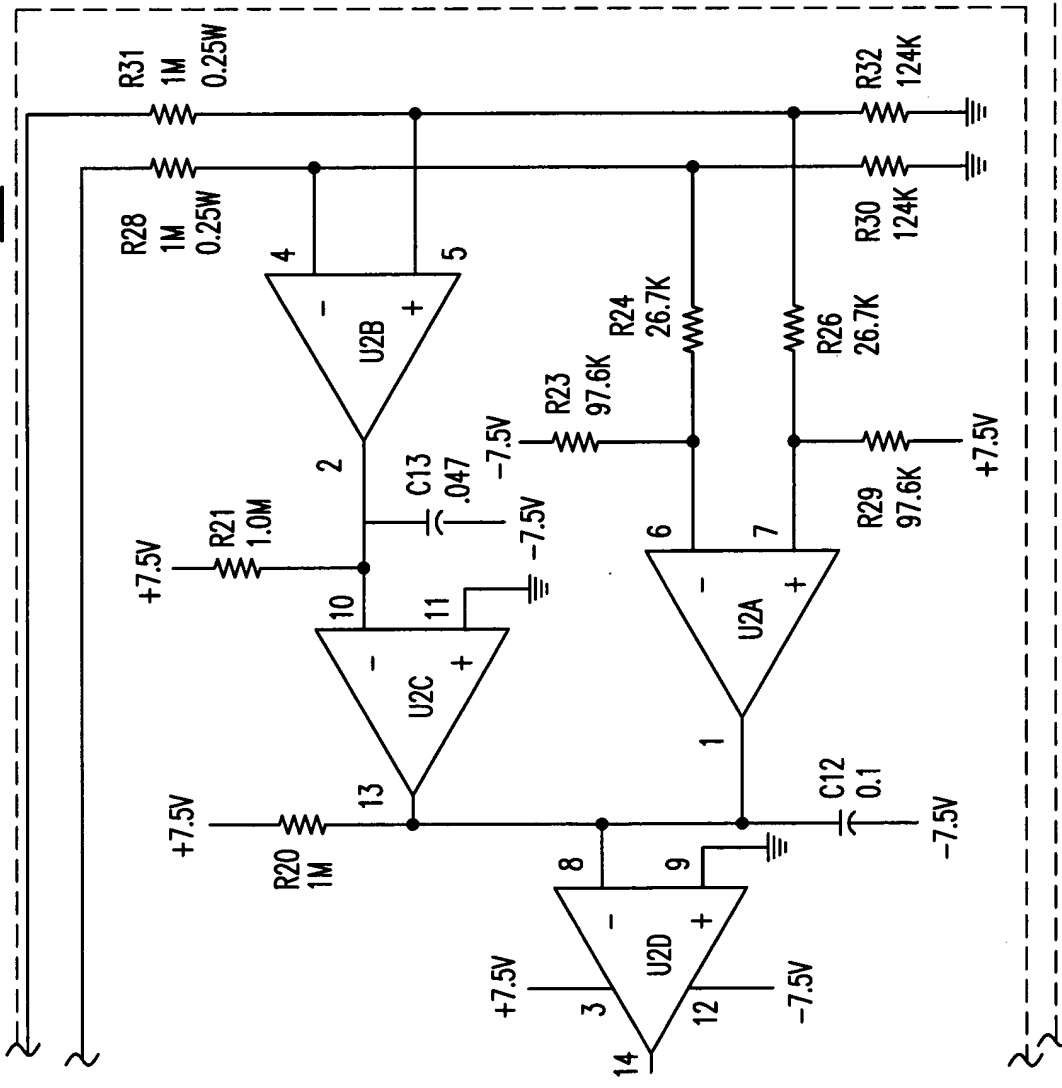 R31
1M
0.25W
R28
1M
0.25W
R32
124K
R30
124K
4
5
-
+
U2B
2
R24
26.7K
R26
26.7K
R23
97.6K
-7.5V
R29
97.6K
+7.5V
C13
.047
-7.5V
+7.5V
R21
1.0M
10
11
-
+
U2C
13
6
7
-
+
U2A
1
+7.5V
R20
1M
C12
0.1
-7.5V
8
9
-
+
U2D
+7.5V
3
12
-7.5V
14